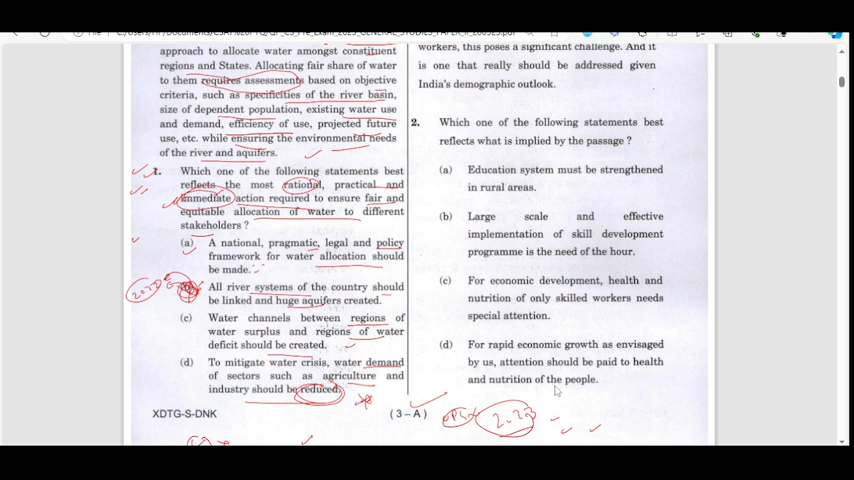 approach to allocate water amongst constituent
regions and States. Allocating fair share of water
to them requires assessments based on objective
criteria, such as specificities of the river basin,
size of dependent population, existing water use
and demand, efficiency of use, projected future
use, etc. while ensuring the environmental needs
of the river and aquifers.
1. Which one of the following statements best
reflects the most rational, practical and
immediate action required to ensure fair and
equitable allocation of water to different
stakeholders ?
(a) A national, pragmatic, legal and policy
framework for water allocation should
be made.
All river systems of the country should
be linked and huge aquifers created.
(c) Water channels between regions of
water surplus and regions of water
deficit should be created.
(d) To mitigate water crisis, water demand
of sectors such as agriculture and
industry should be reduced.
XDTG-S-DNK
(3-A)
workers, this poses a significant challenge. And it
is one that really should be addressed given
India's demographic outlook.
2. Which one of the following statements best
reflects what is implied by the passage ?
(a) Education system must be strengthened
in rural areas.
(b) Large scale and effective
implementation of skill development
programme is the need of the hour.
(c) For economic development, health and
nutrition of only skilled workers needs
special attention.
(d) For rapid economic growth as envisaged
by us, attention should be paid to health
and nutrition of the people.